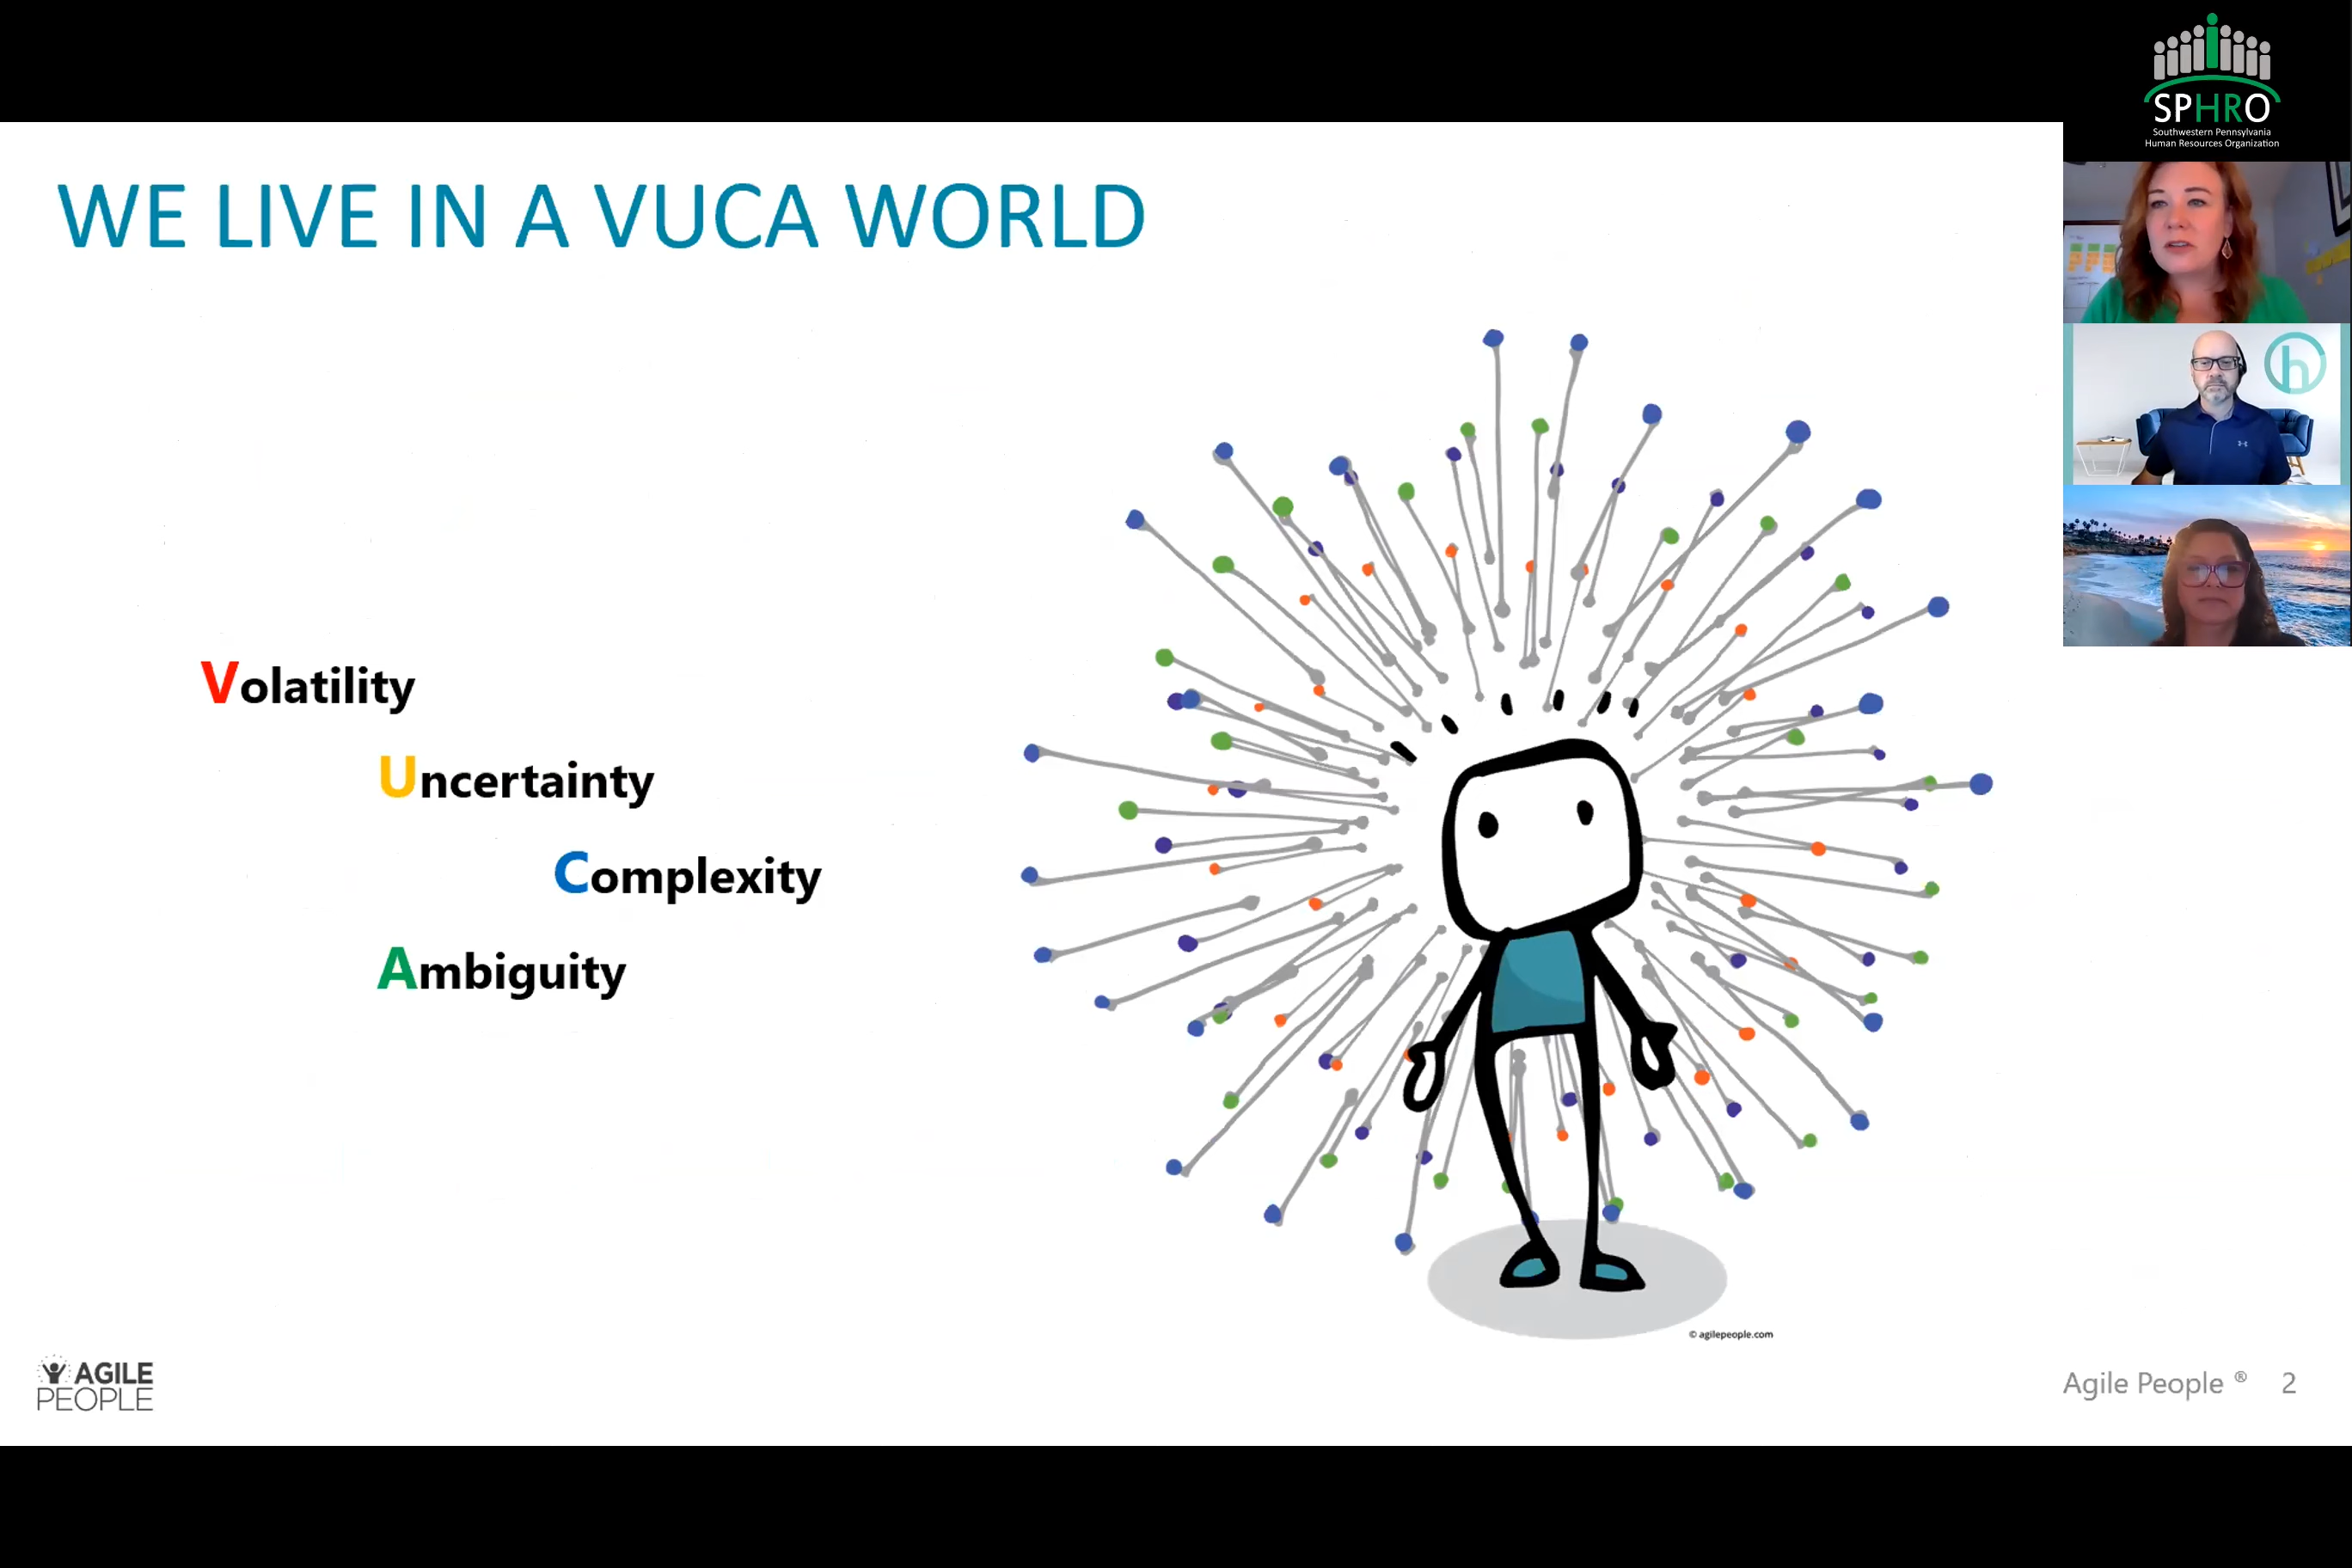 SPHRO
Southwestern Pennsylvania
Human Resources Organization
WE LIVE IN A VUCA WORLD
Volatility
Uncertainty
Complexity
Ambiguity
© agilepeople.com
AGILE
PEOPLE
Agile People ® 2
h